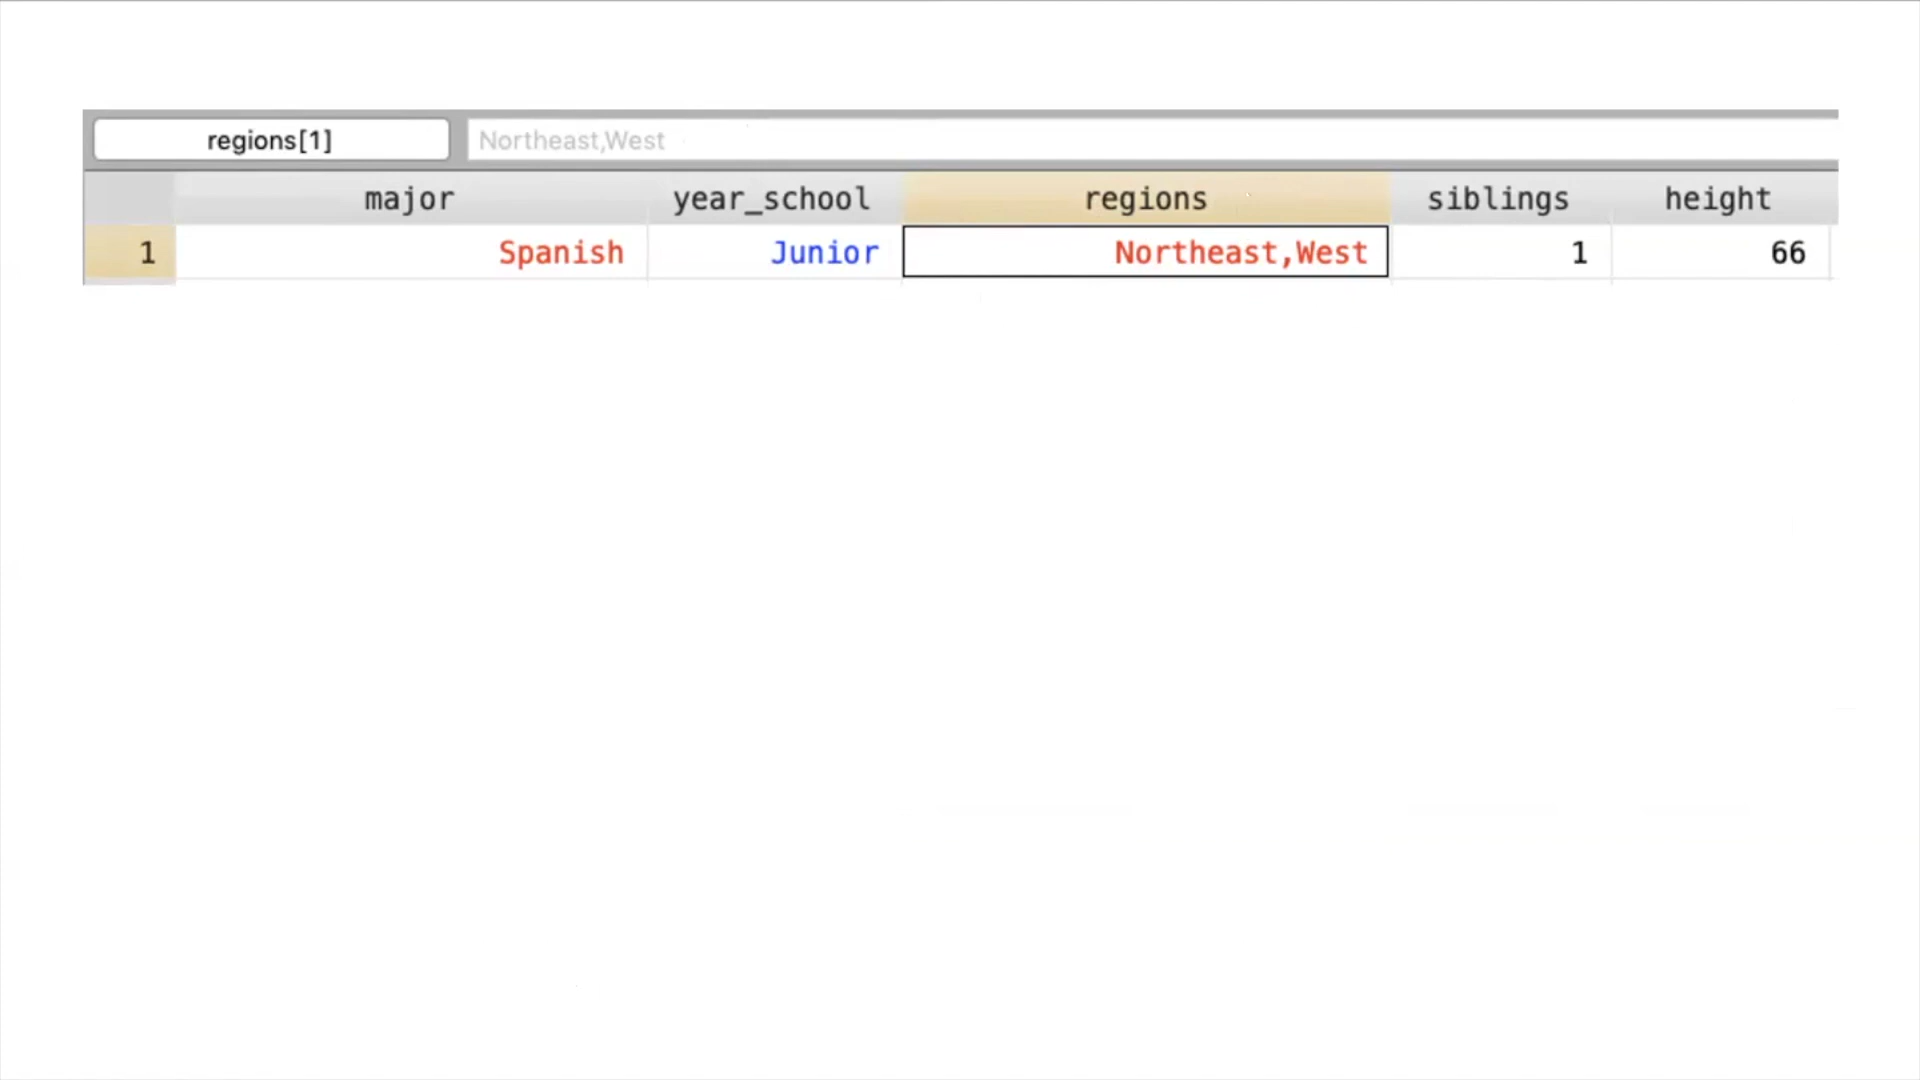 regions[1] Northeast,West
major year_school regions siblings height
1 Spanish Junior Northeast,West 1 66